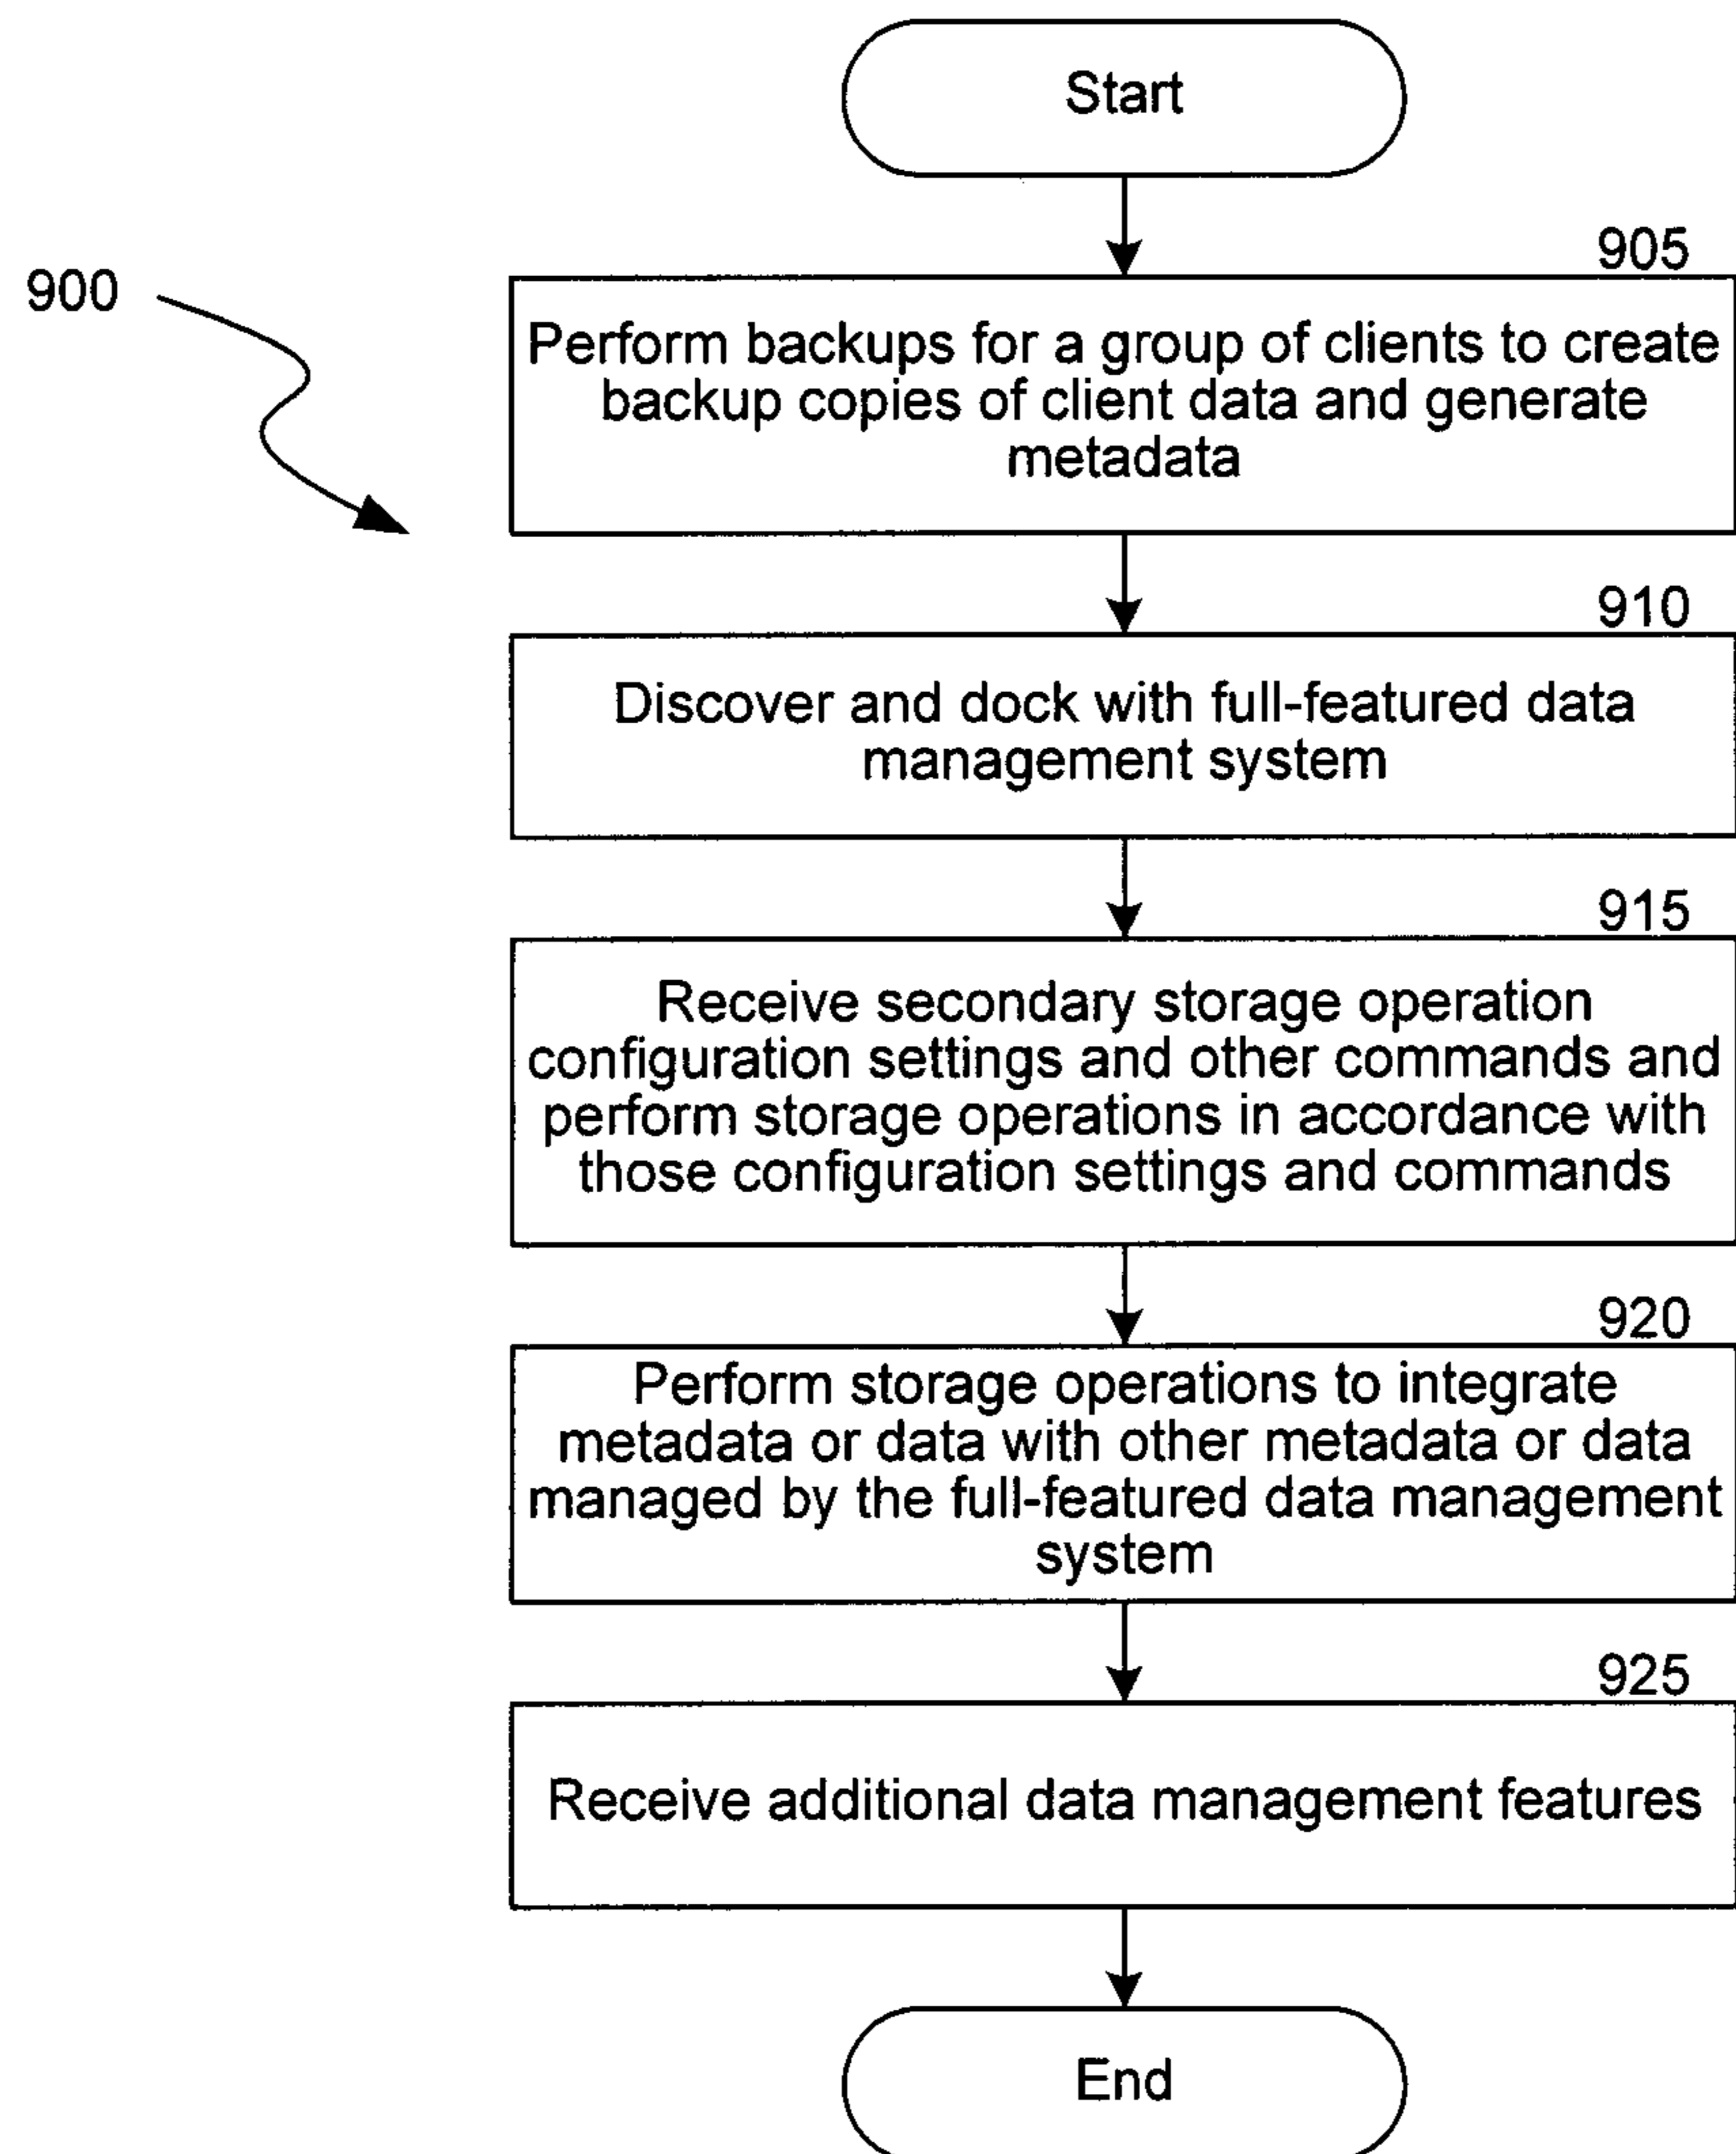 Start
900
905
Perform backups for a group of clients to create
backup copies of client data and generate
metadata
910
Discover and dock with full-featured data
management system
915
Receive secondary storage operation
configuration settings and other commands and
perform storage operations in accordance with
those configuration settings and commands
920
Perform storage operations to integrate
metadata or data with other metadata or data
managed by the full-featured data management
system
925
Receive additional data management features
End